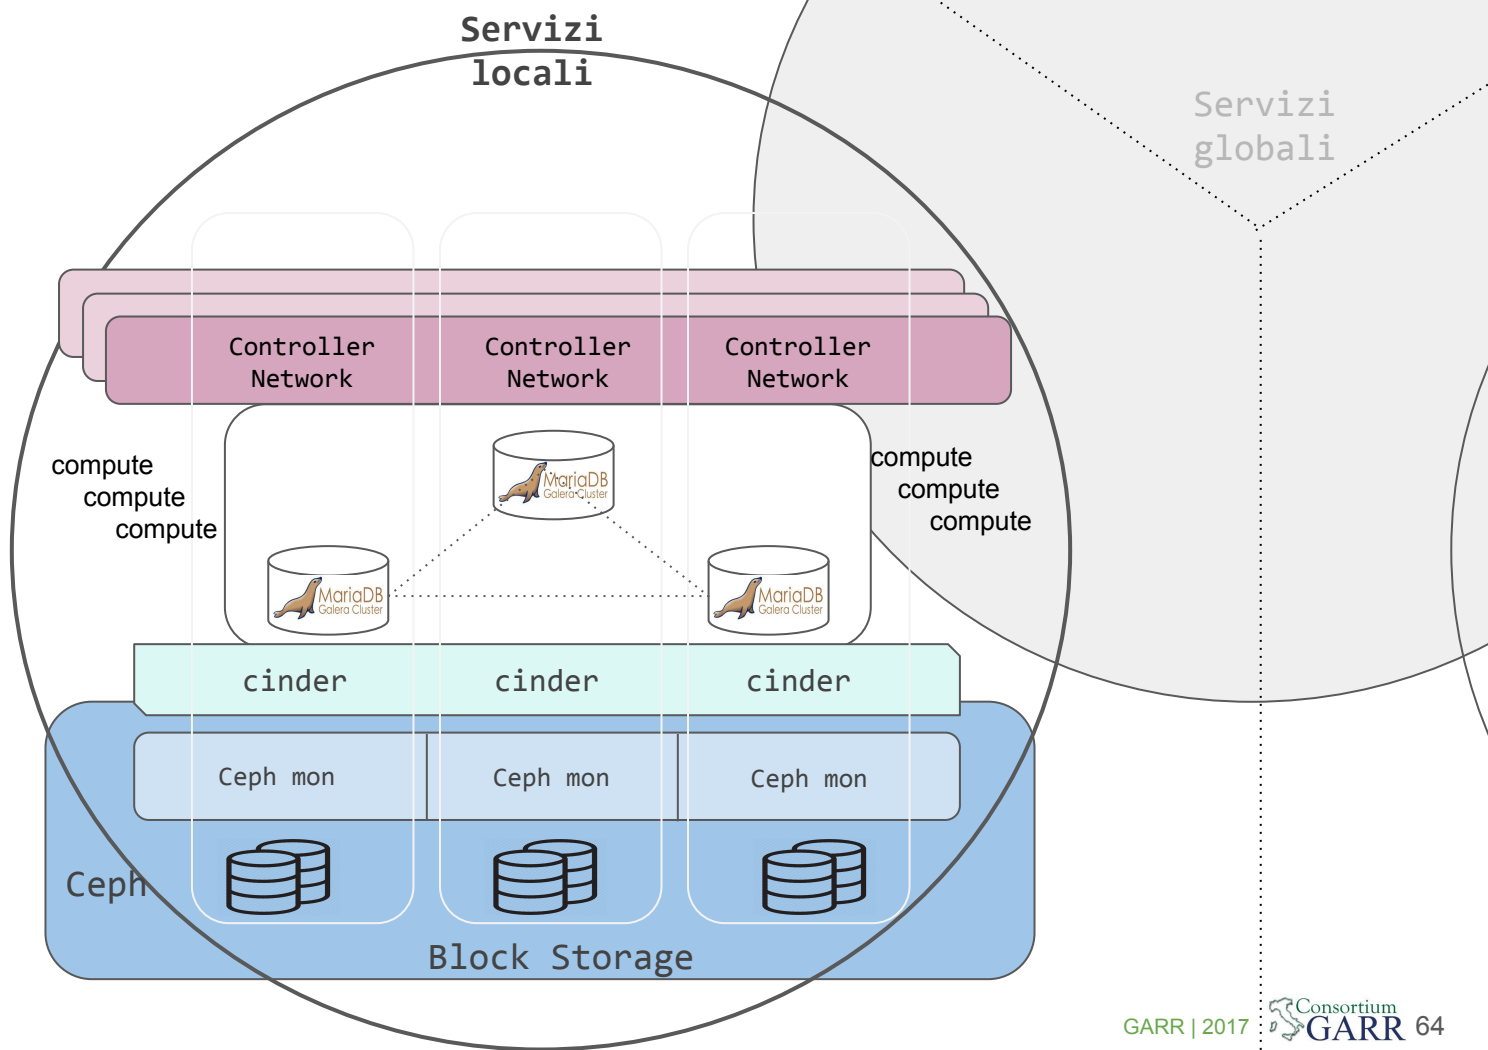 Servizi
locali
Servizi
globali
Controller
Network
Controller
Network
Controller
Network
compute
compute
compute
MariaDB
Galera Cluster
compute
compute
compute
MariaDB
Galera Cluster
MariaDB
Galera Cluster
cinder
cinder
cinder
Ceph mon
Ceph mon
Ceph mon
Ceph
Block Storage
GARR | 2017
Consortium
GARR
64